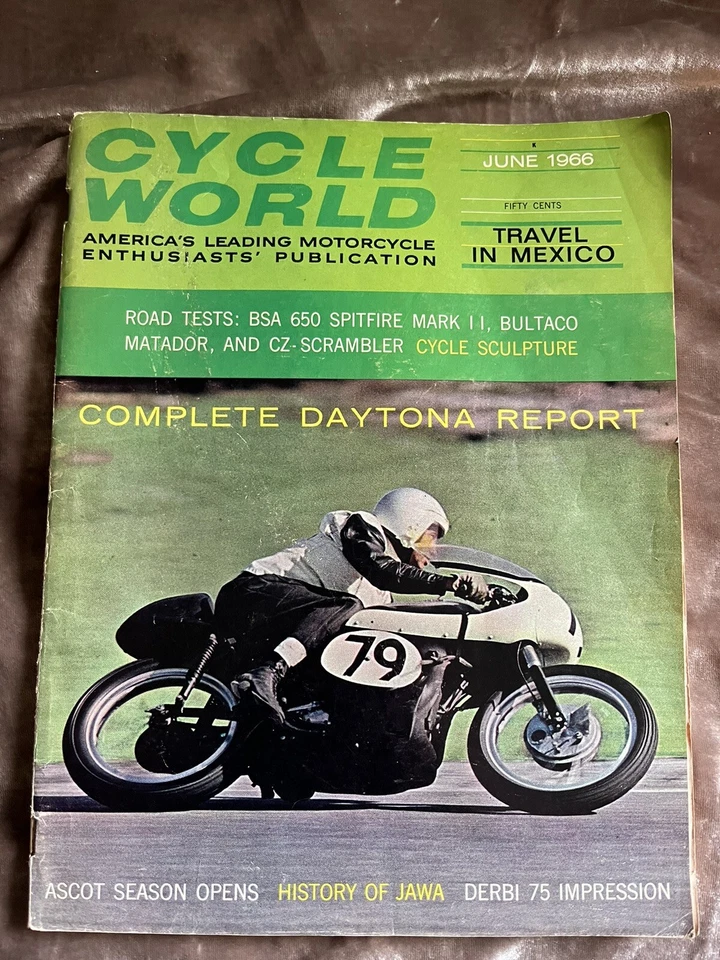 CYCLE
WORLD
AMERICA'S LEADING MOTORCYCLE
ENTHUSIASTS' PUBLICATION
K
JUNE 1966
FIFTY CENTS
TRAVEL
IN MEXICO
ROAD TESTS: BSA 650 SPITFIRE MARK II, BULTACO
MATADOR, AND CZ-SCRAMBLER CYCLE SCULPTURE
COMPLETE DAYTONA REPORT
79
ASCOT SEASON OPENS HISTORY OF JAWA DERBI 75 IMPRESSION